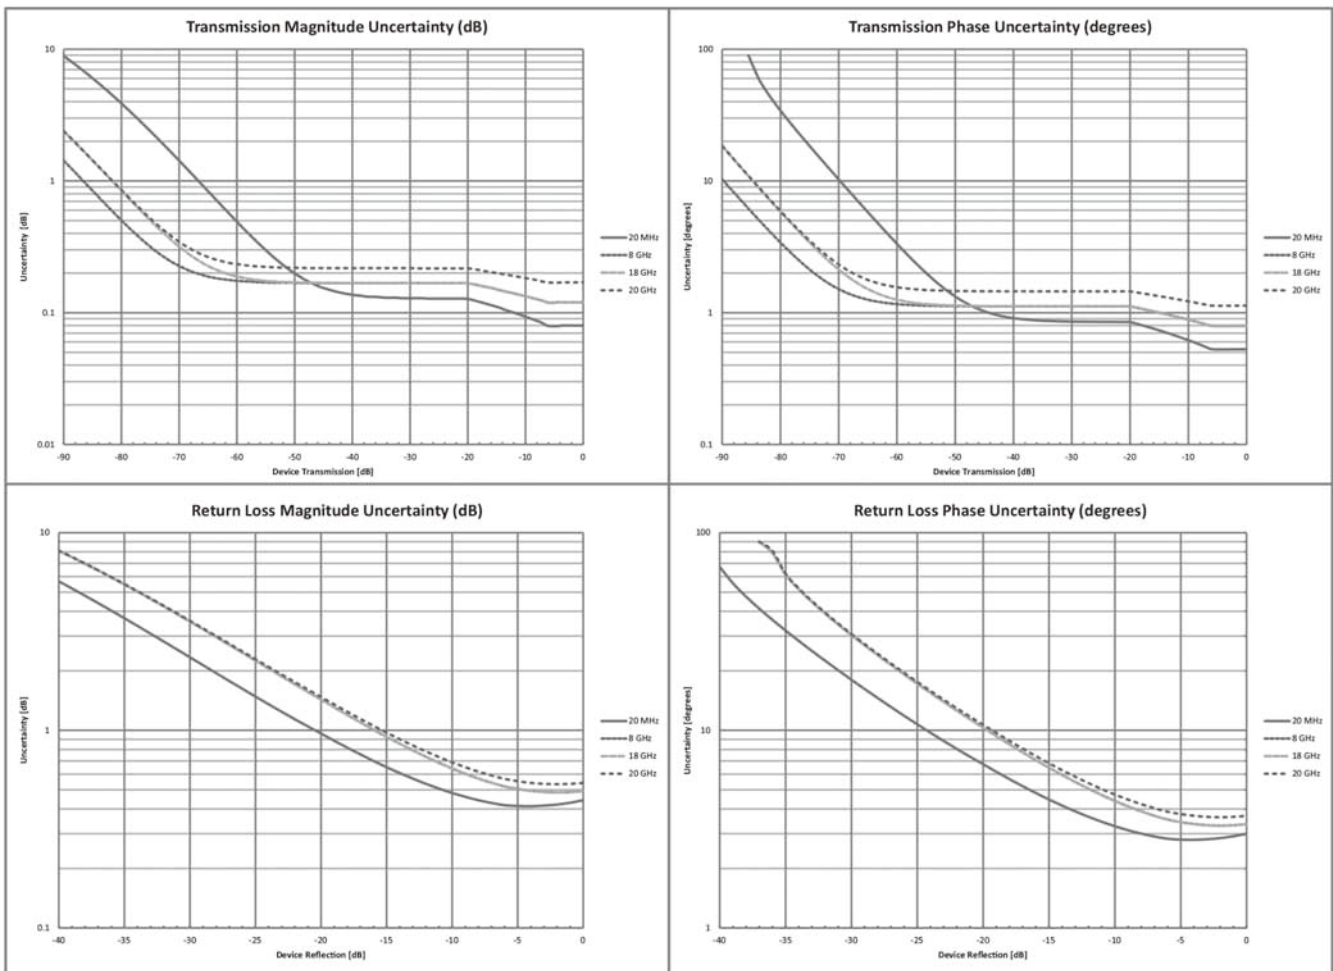 Transmission Magnitude Uncertainty (dB)
10
1
0.1
0.01
Uncertainty [dB]
-90 -80 -70 -60 -50 -40 -30 -20 -10 0
Device Transmission [dB]
20 MHz
8 GHz
18 GHz
20 GHz
Transmission Phase Uncertainty (degrees)
100
10
1
0.1
Uncertainty [degrees]
-90 -80 -70 -60 -50 -40 -30 -20 -10 0
Device Transmission [dB]
20 MHz
8 GHz
18 GHz
20 GHz
Return Loss Magnitude Uncertainty (dB)
10
1
0.1
Uncertainty [dB]
-40 -35 -30 -25 -20 -15 -10 -5 0
Device Reflection [dB]
20 MHz
8 GHz
18 GHz
20 GHz
Return Loss Phase Uncertainty (degrees)
100
10
1
Uncertainty [degrees]
-40 -35 -30 -25 -20 -15 -10 -5 0
Device Reflection [dB]
20 MHz
8 GHz
18 GHz
20 GHz